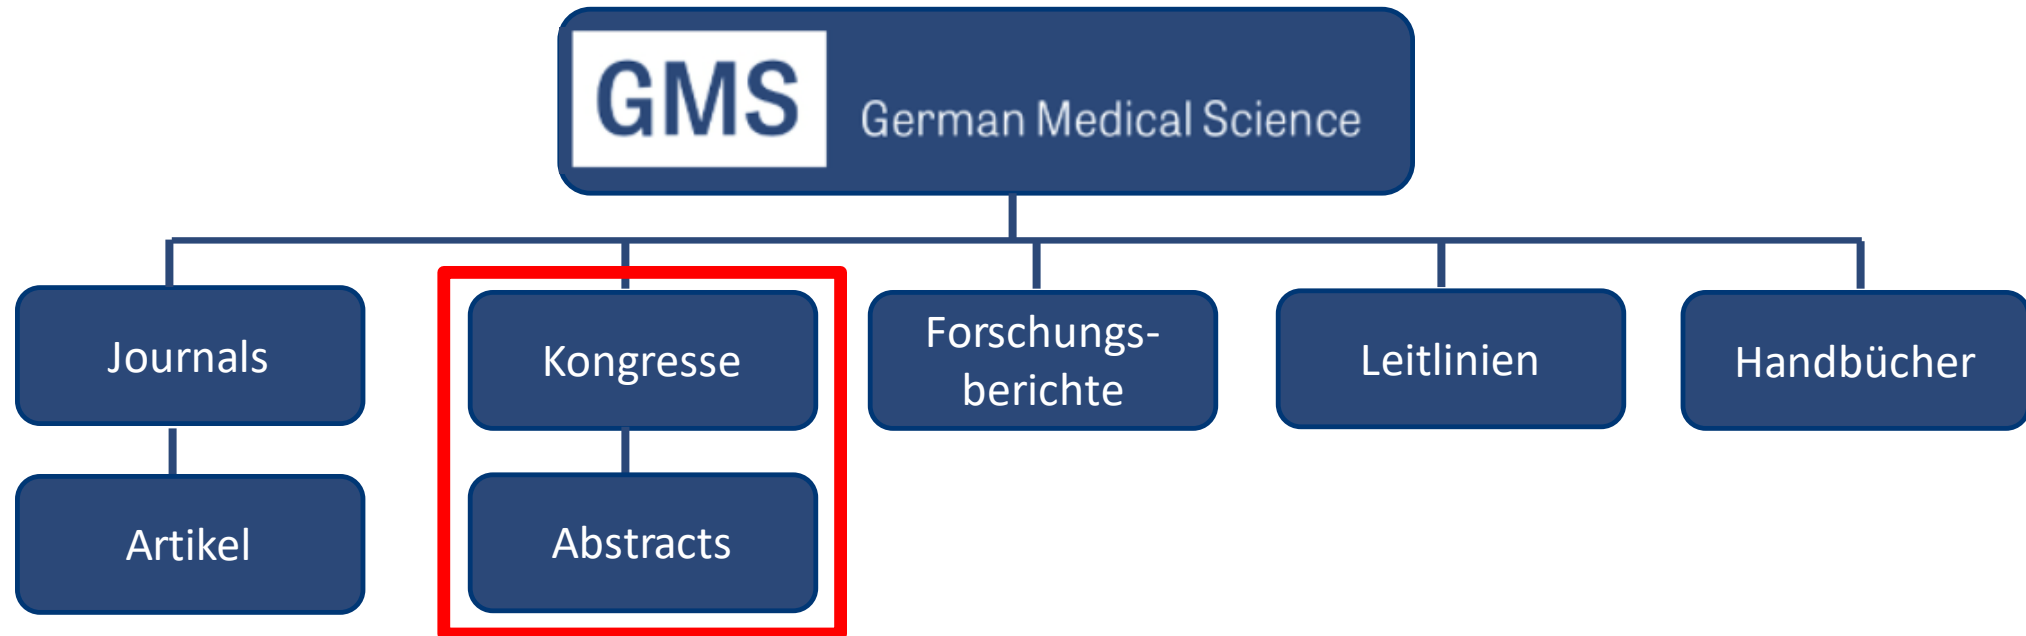 GMS German Medical Science
Journals
Kongresse
Forschungs-
berichte
Leitlinien
Handbücher
Artikel
Abstracts